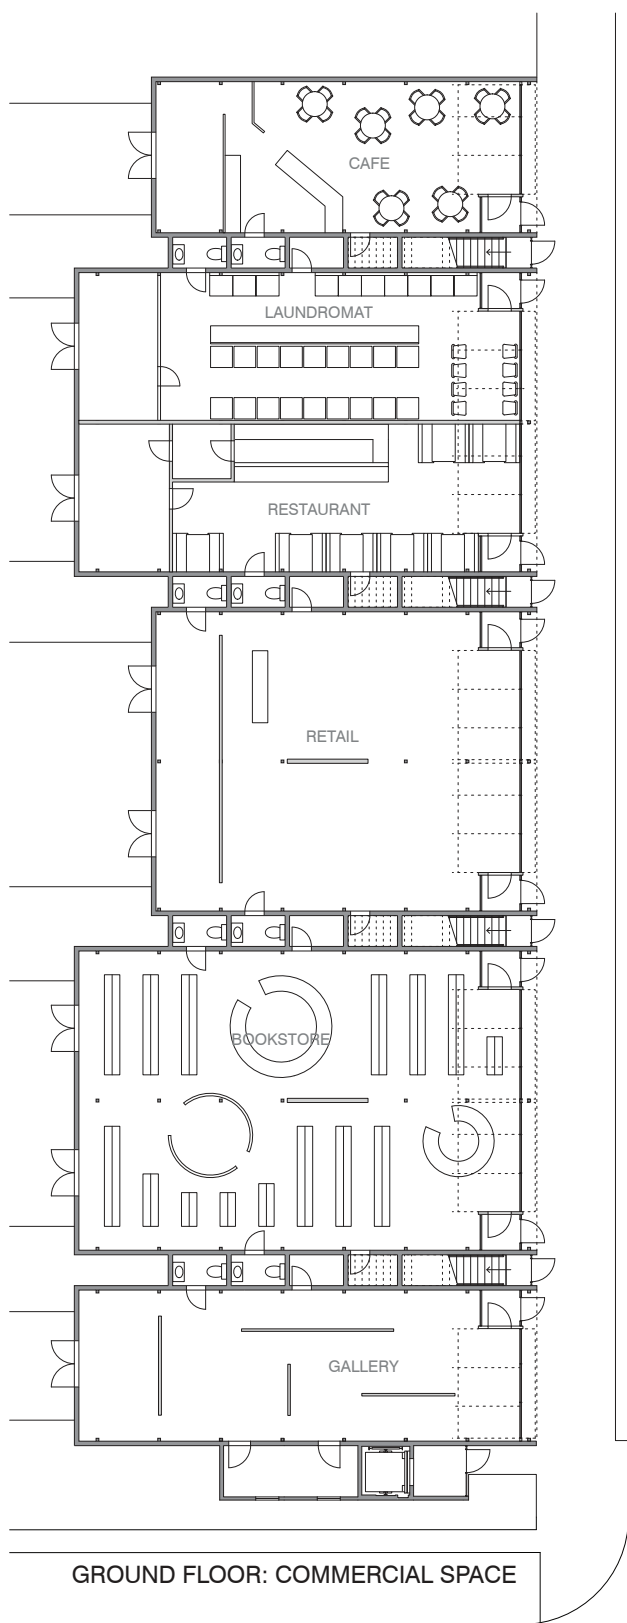 CAFE
LAUNDROMAT
RESTAURANT
RETAIL
BOOKSTORE
GALLERY
GROUND FLOOR: COMMERCIAL SPACE